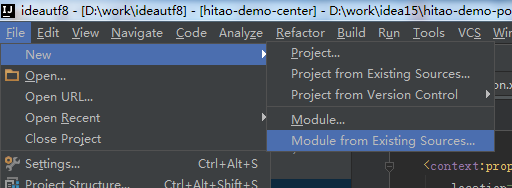 ideautf8 - [D:\work\ideautf8] - [hitao-demo-center] - D:\work\idea15\hitao-demo-po
File Edit View Navigate Code Analyze Refactor Build Run Tools VCS Window
New
Project...
Open...
Project from Existing Sources...
Open URL...
Project from Version Control
Open Recent
Module...
Close Project
Module from Existing Sources...
Settings... Ctrl+Alt+S
<context:prop
Project Structure... Ctrl+Alt+Shift+S
location